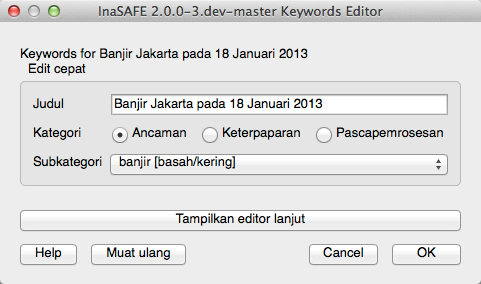 InaSAFE 2.0.0-3.dev-master Keywords Editor
Keywords for Banjir Jakarta pada 18 Januari 2013
Edit cepat
Judul Banjir Jakarta pada 18 Januari 2013
Kategori Ancaman Keterpaparan Pascapemrosesan
Subkategori banjir [basah/kering]
Tampilkan editor lanjut
Help Muat ulang Cancel OK